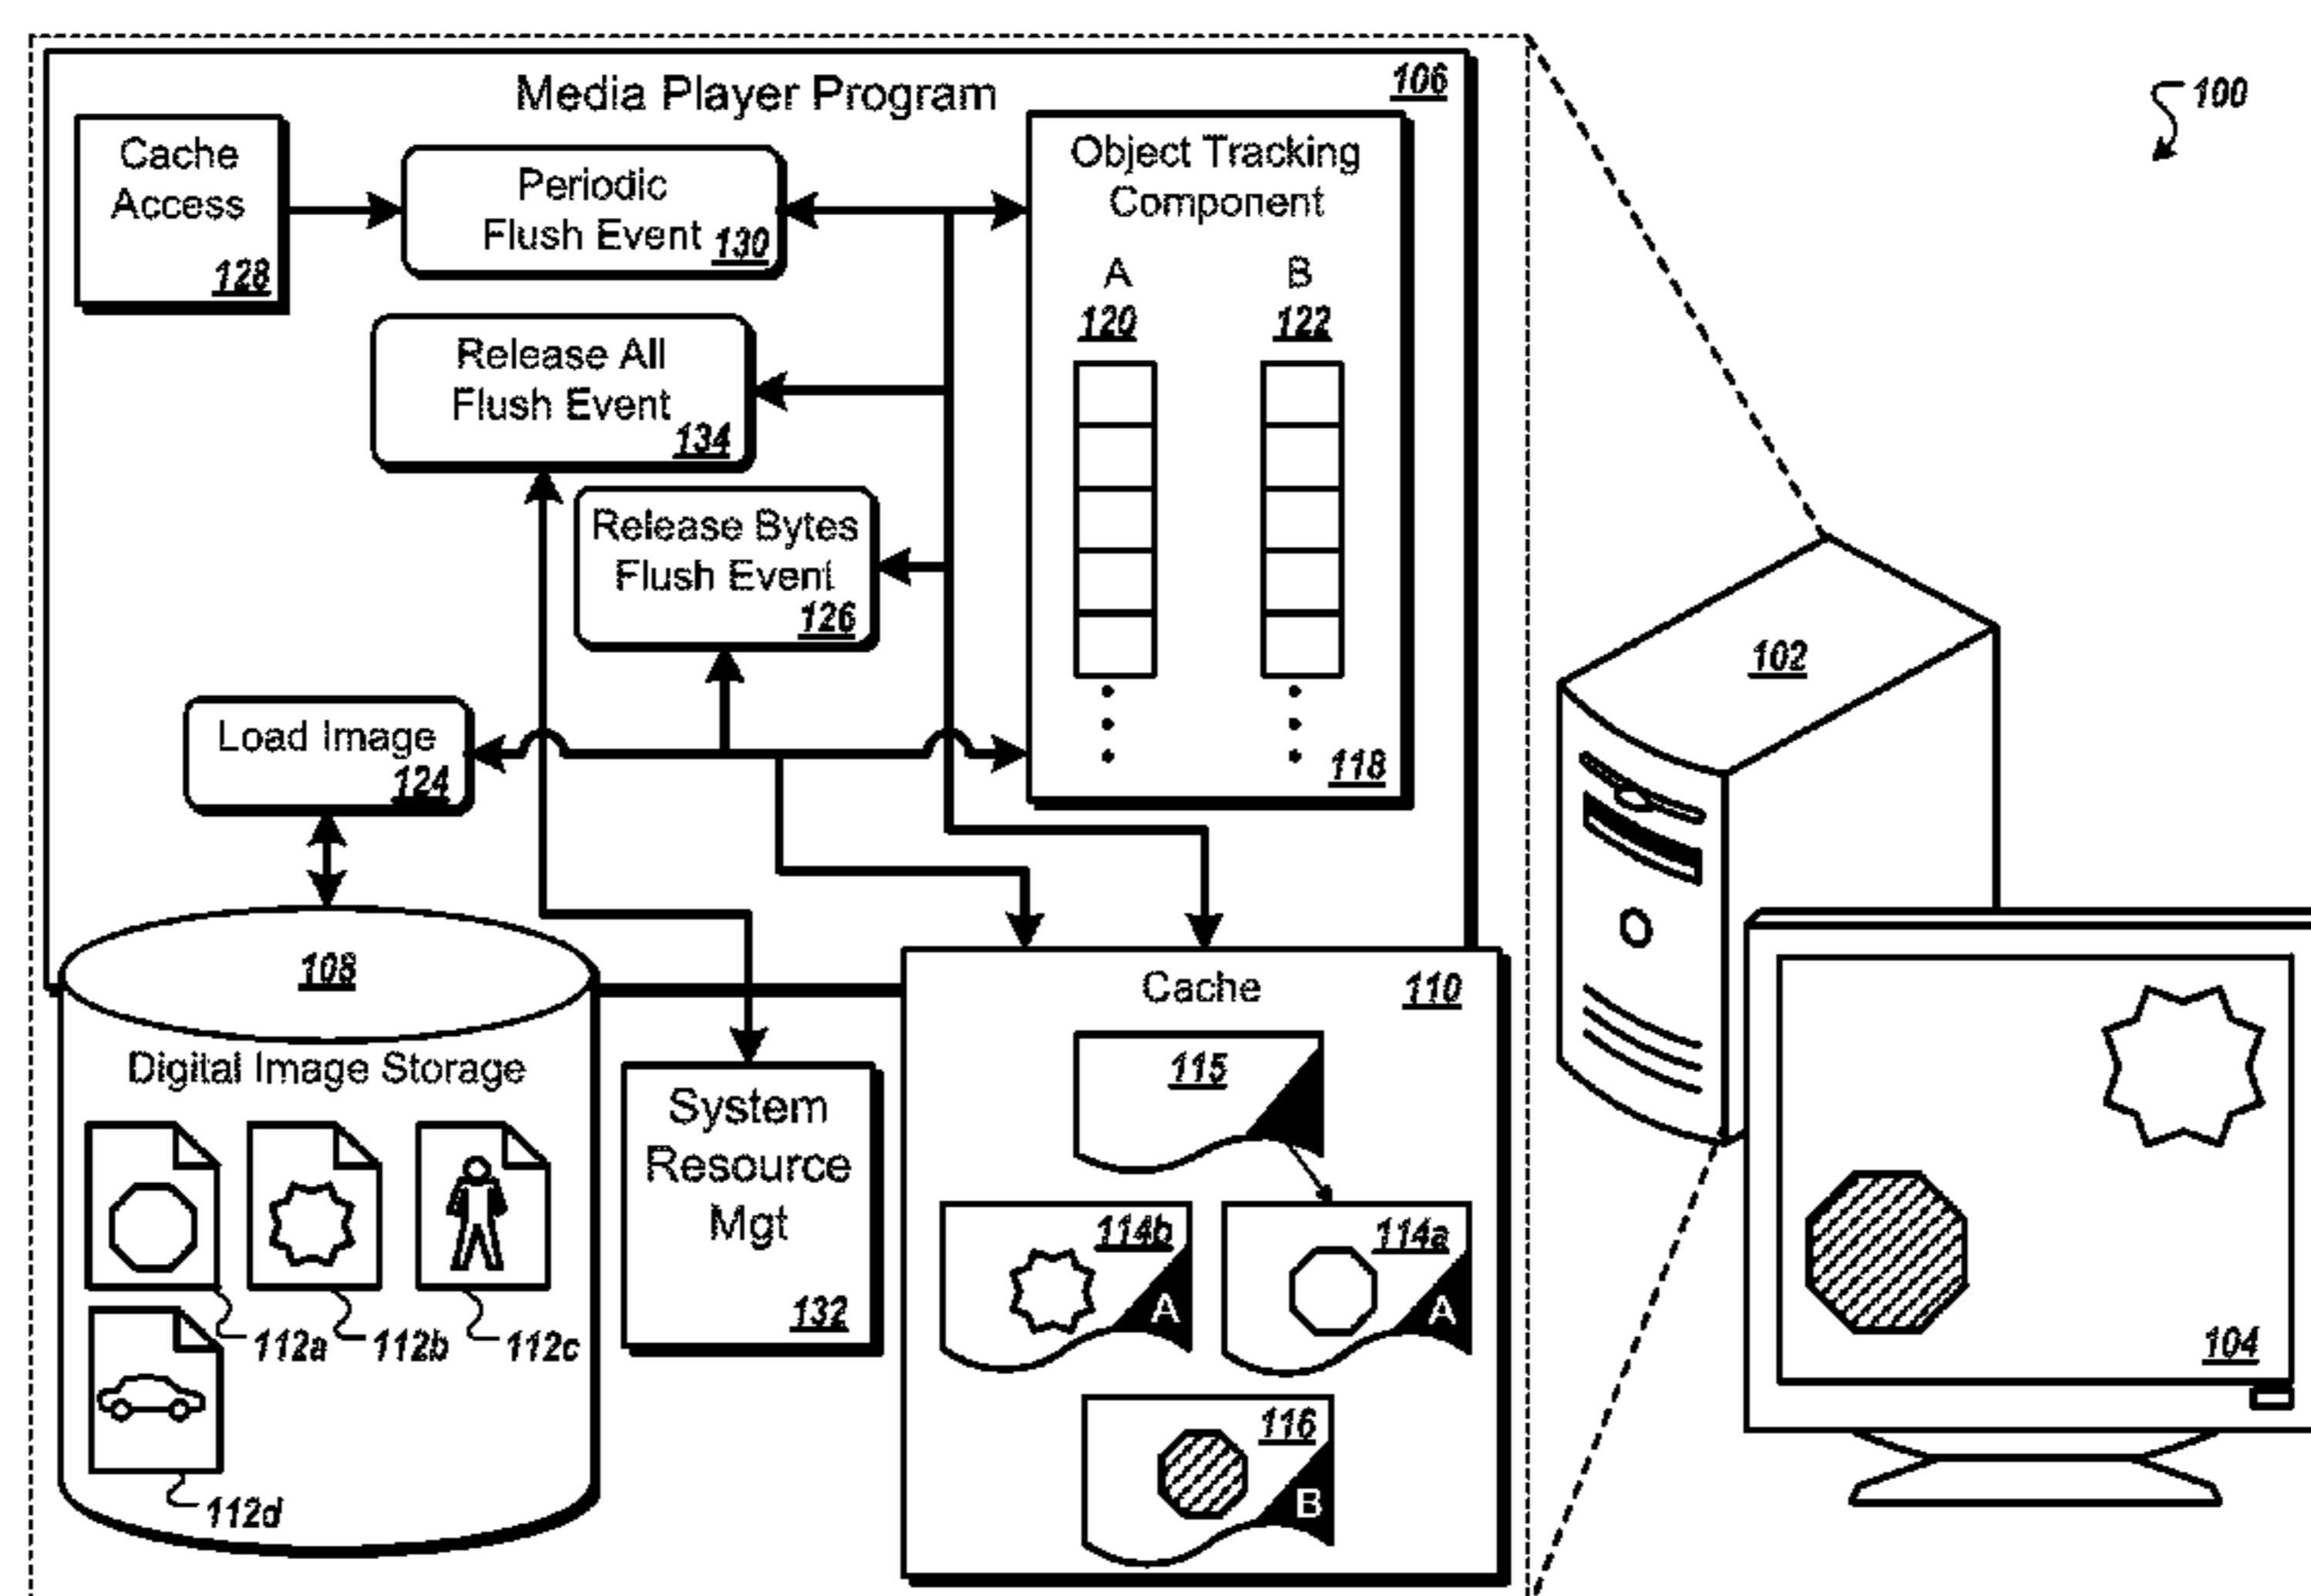 Media Player Program 106
100
Cache
Access
128
Periodic
Flush Event 130
Object Tracking
Component
A
120
B
122
118
Release All
Flush Event
134
Release Bytes
Flush Event
126
Load Image
124
102
108
Digital Image Storage
112a
112b
112c
112d
System
Resource
Mgt
132
Cache 110
115
114b
A
114a
A
116
B
104